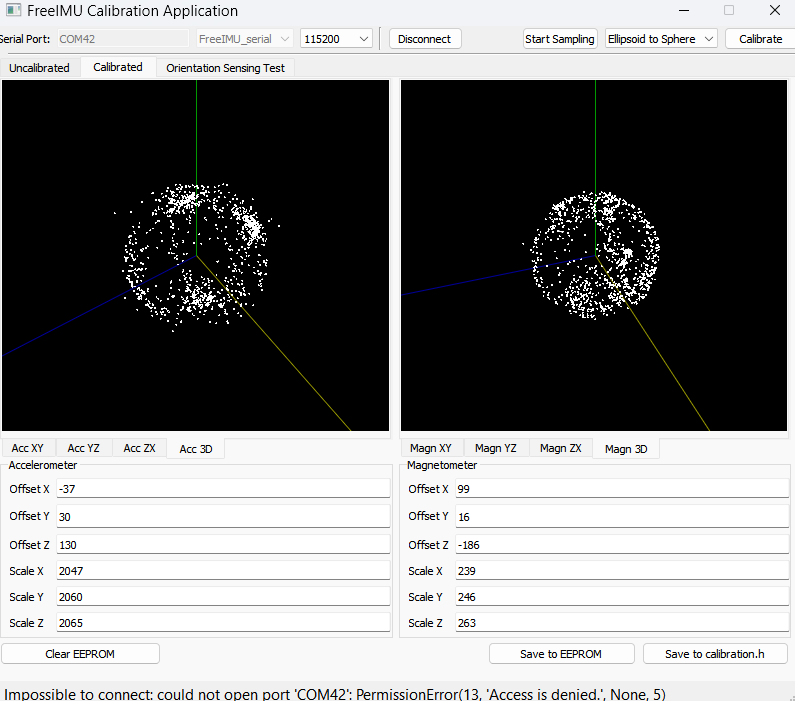 FreeIMU Calibration Application
Serial Port: COM42 FreeIMU_serial 115200 Disconnect Start Sampling Ellipsoid to Sphere Calibrate
Uncalibrated Calibrated Orientation Sensing Test
Acc XY Acc YZ Acc ZX Acc 3D Magn XY Magn YZ Magn ZX Magn 3D
Accelerometer Magnetometer
Offset X -37 Offset X 99
Offset Y 30 Offset Y 16
Offset Z 130 Offset Z -186
Scale X 2047 Scale X 239
Scale Y 2060 Scale Y 246
Scale Z 2065 Scale Z 263
Clear EEPROM Save to EEPROM Save to calibration.h
Impossible to connect: could not open port 'COM42': PermissionError(13, 'Access is denied.', None, 5)